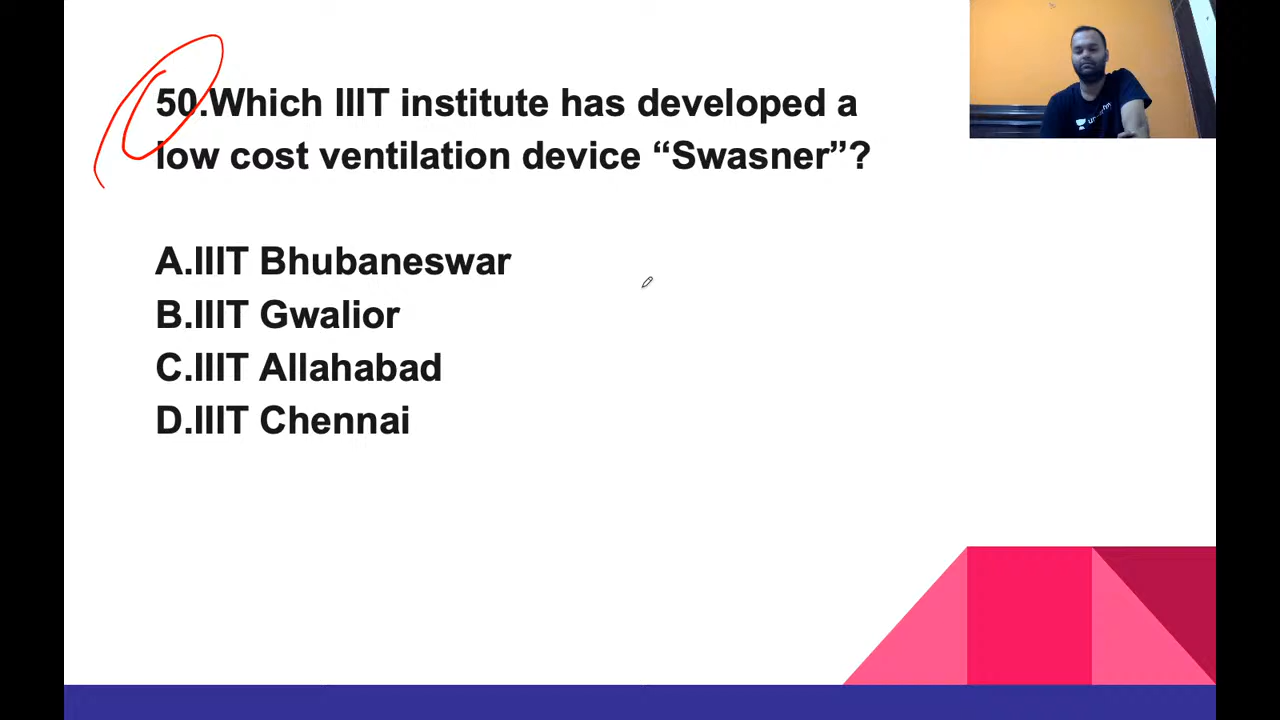 50.Which IIIT institute has developed a
low cost ventilation device “Swasner”?
A.IIIT Bhubaneswar
B.IIIT Gwalior
C.IIIT Allahabad
D.IIIT Chennai